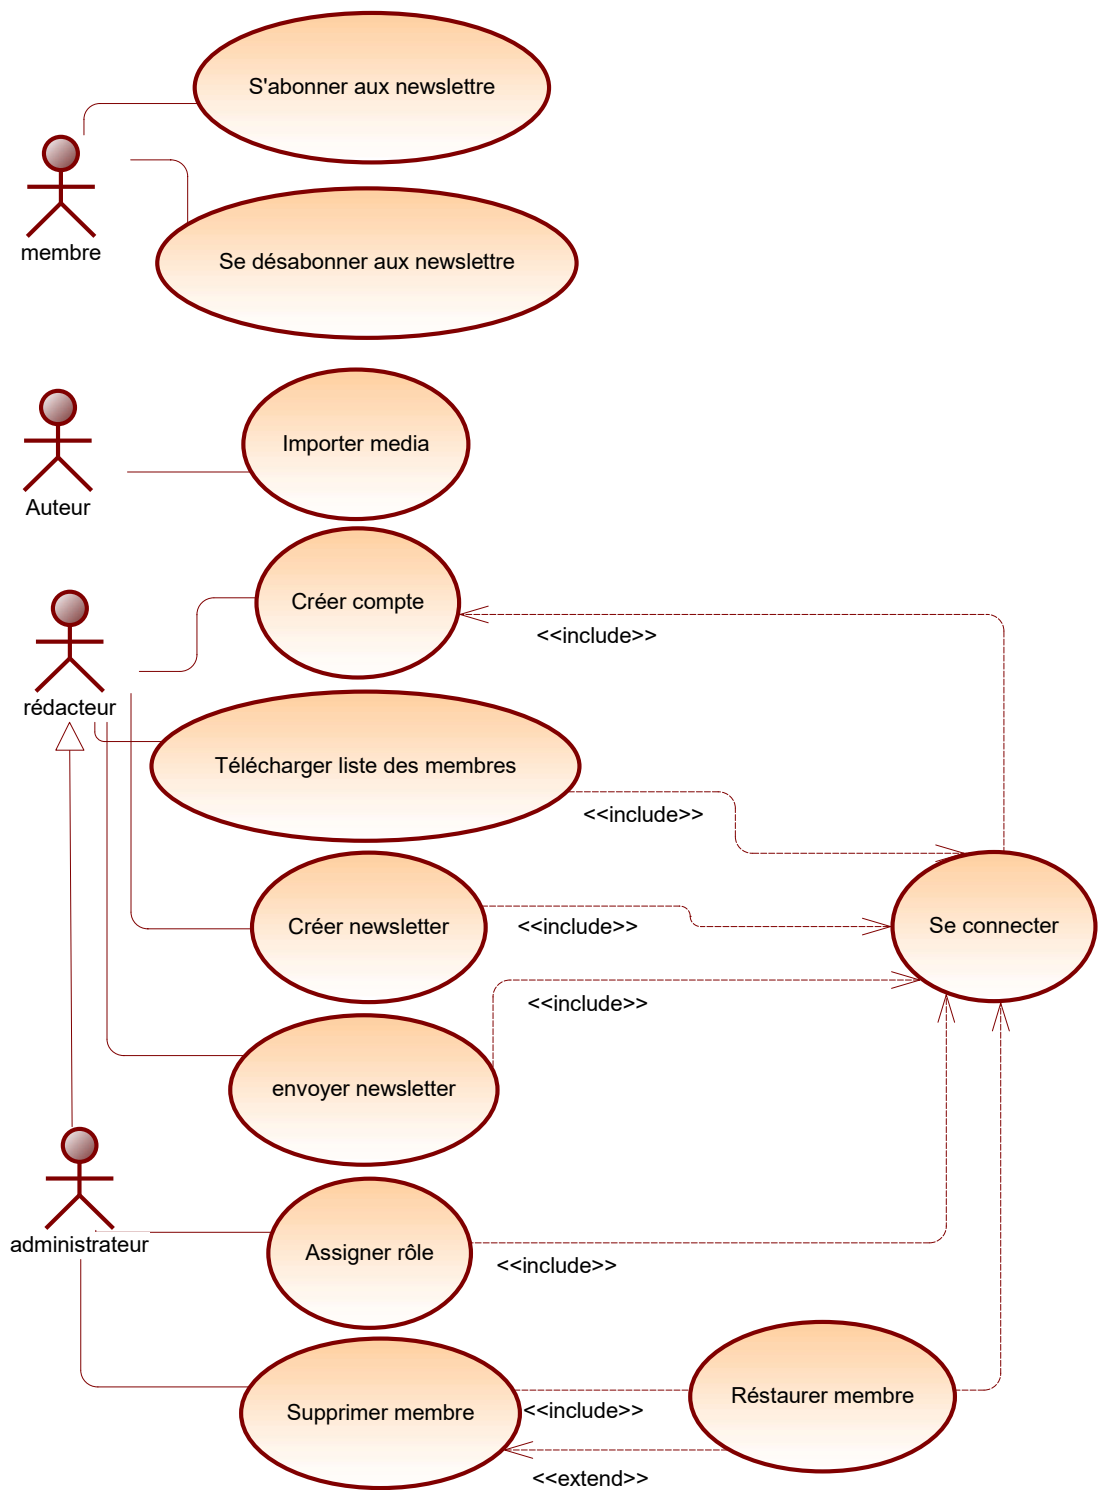 S'abonner aux newslettre
membre
Se désabonner aux newslettre
Importer media
Auteur
Créer compte
<<include>>
rédacteur
Télécharger liste des membres
<<include>>
Créer newsletter
<<include>>
Se connecter
<<include>>
envoyer newsletter
administrateur
Assigner rôle
<<include>>
Réstaurer membre
Supprimer membre
<<include>>
<<extend>>